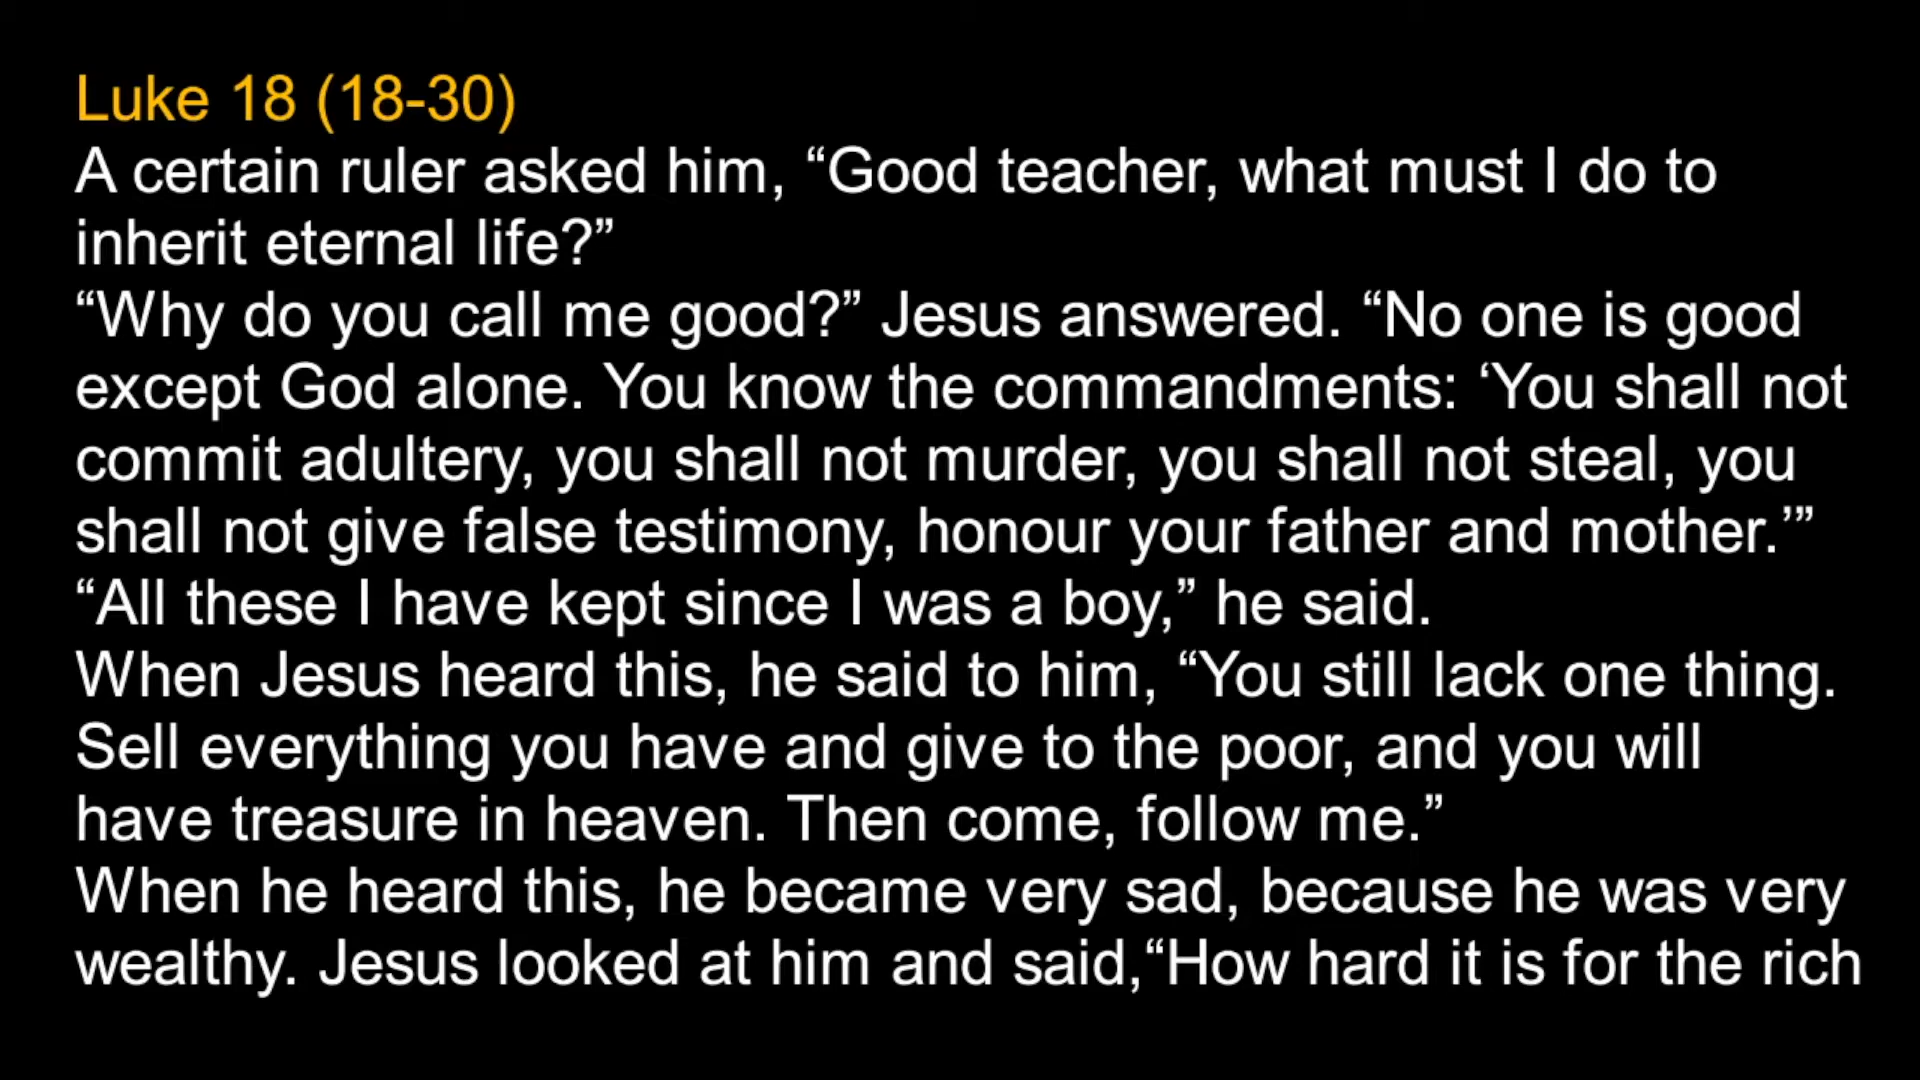 Luke 18 (18-30)
A certain ruler asked him, “Good teacher, what must I do to
inherit eternal life?”
“Why do you call me good?” Jesus answered. “No one is good
except God alone. You know the commandments: ‘You shall not
commit adultery, you shall not murder, you shall not steal, you
shall not give false testimony, honour your father and mother.’”
“All these I have kept since I was a boy,” he said.
When Jesus heard this, he said to him, “You still lack one thing.
Sell everything you have and give to the poor, and you will
have treasure in heaven. Then come, follow me.”
When he heard this, he became very sad, because he was very
wealthy. Jesus looked at him and said,“How hard it is for the rich